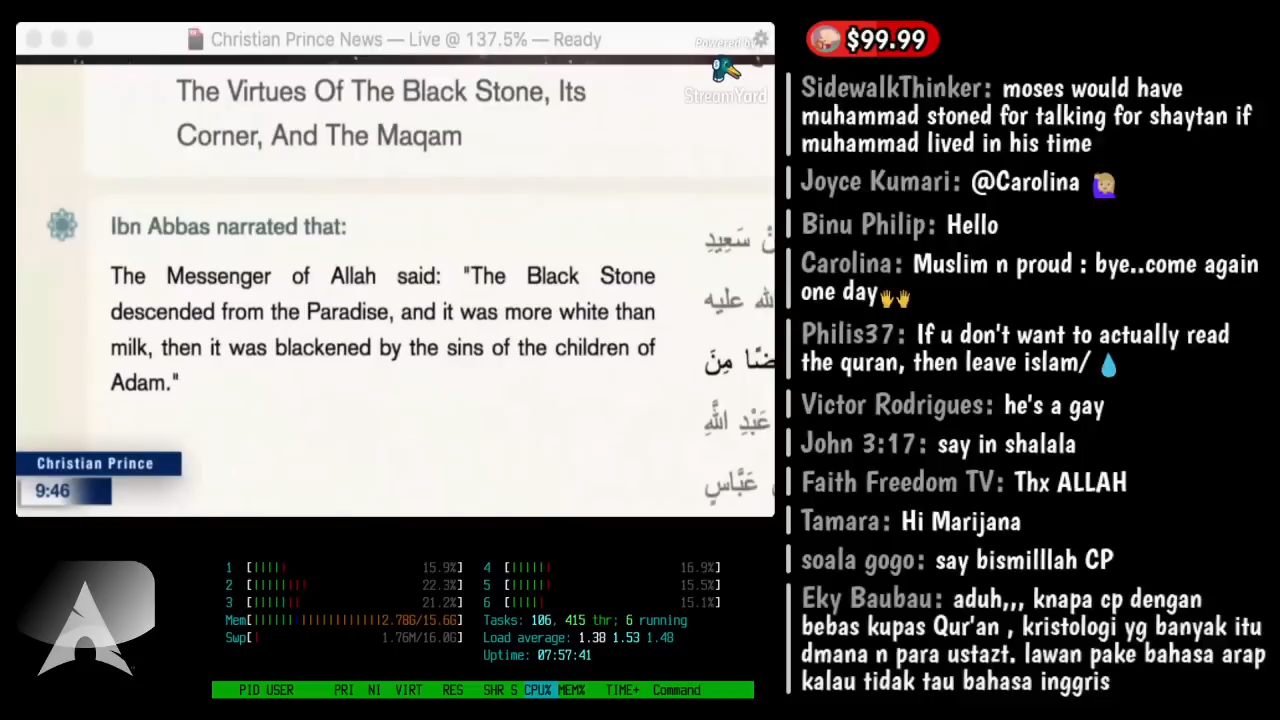 Christian Prince News — Live @ 137.5% — Ready
Powered by
StreamYard
The Virtues Of The Black Stone, Its
Corner, And The Maqam
Ibn Abbas narrated that:
The Messenger of Allah said: "The Black Stone
descended from the Paradise, and it was more white than
milk, then it was blackened by the sins of the children of
Adam."
سَعِيدِ
الله عليه
مِنَ
عَبْدِ اللَّهِ
عَبَّاسٍ
Christian Prince
9:46
$99.99
SidewalkThinker: moses would have
muhammad stoned for talking for shaytan if
muhammad lived in his time
Joyce Kumari: @Carolina 🙋🏼‍♀️
Binu Philip: Hello
Carolina: Muslim n proud : bye..come again
one day🙌
Philis37: If u don't want to actually read
the quran, then leave islam/ 💧
Victor Rodrigues: he's a gay
John 3:17: say in shalala
Faith Freedom TV: Thx ALLAH
Tamara: Hi Marijana
soala gogo: say bismilllah CP
Eky Baubau: aduh,,, knapa cp dengan
bebas kupas Qur'an , kristologi yg banyak itu
dmana n para ustazt. lawan pake bahasa arap
kalau tidak tau bahasa inggris
1 [||||| 15.9%] 4 [|||||| 16.9%]
2 [||||||||| 22.3%] 5 [|||||| 15.5%]
3 [|||||||| 21.2%] 6 [||||| 15.1%]
Mem[||||||||||||||||||||||2.78G/15.6G] Tasks: 106, 415 thr; 6 running
Swp[| 1.76M/16.0G] Load average: 1.38 1.53 1.48
Uptime: 07:57:41
PID USER PRI NI VIRT RES SHR S CPU% MEM% TIME+ Command